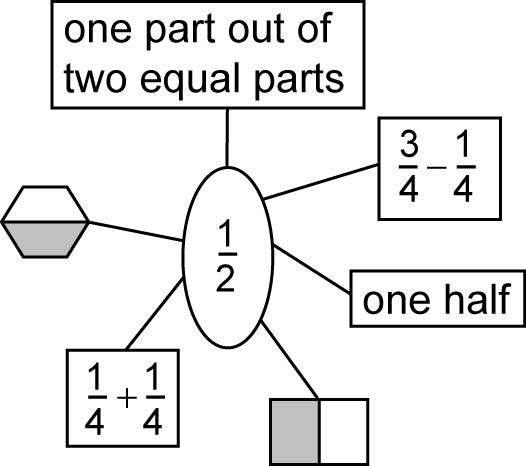 one part out of
two equal parts
3/4 − 1/4
1/2
one half
1/4 + 1/4